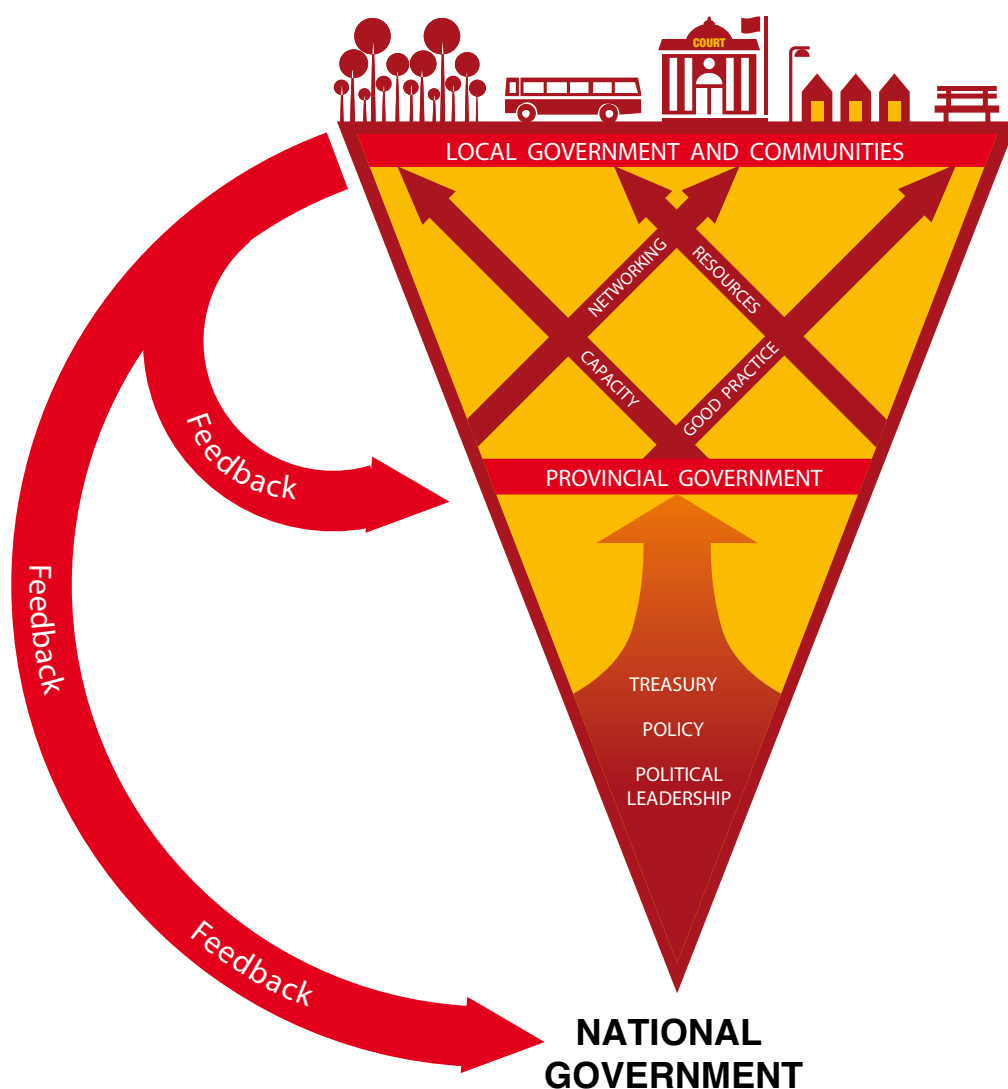 COURT
LOCAL GOVERNMENT AND COMMUNITIES
NETWORKING
RESOURCES
CAPACITY
GOOD PRACTICE
PROVINCIAL GOVERNMENT
Feedback
Feedback
TREASURY
POLICY
POLITICAL
LEADERSHIP
Feedback
NATIONAL
GOVERNMENT